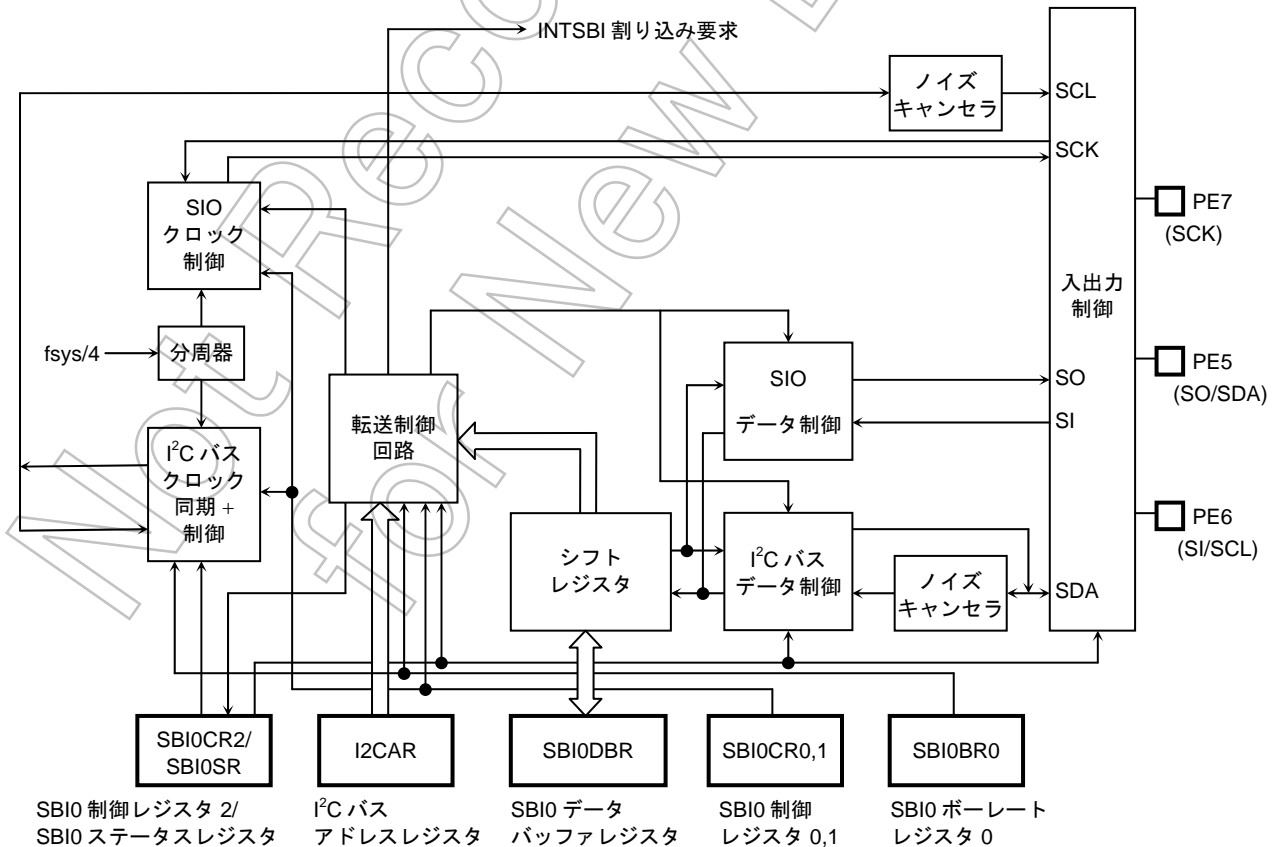 Not Reco
for New D
INTSBI 割り込み要求
ノイズ
キャンセラ
SCL
SCK
SIO
クロック
制御
PE7
(SCK)
入出力
制御
fsys/4
分周器
SIO
データ制御
SO
SI
PE5
(SO/SDA)
転送制御
回路
I²C バス
クロック
同期 +
制御
シフト
レジスタ
I²C バス
データ制御
ノイズ
キャンセラ
SDA
PE6
(SI/SCL)
SBI0CR2/
SBI0SR
I2CAR
SBI0DBR
SBI0CR0,1
SBI0BR0
SBI0 制御レジスタ 2/
SBI0 ステータスレジスタ
I²C バス
アドレスレジスタ
SBI0 データ
バッファレジスタ
SBI0 制御
レジスタ 0,1
SBI0 ボーレート
レジスタ 0